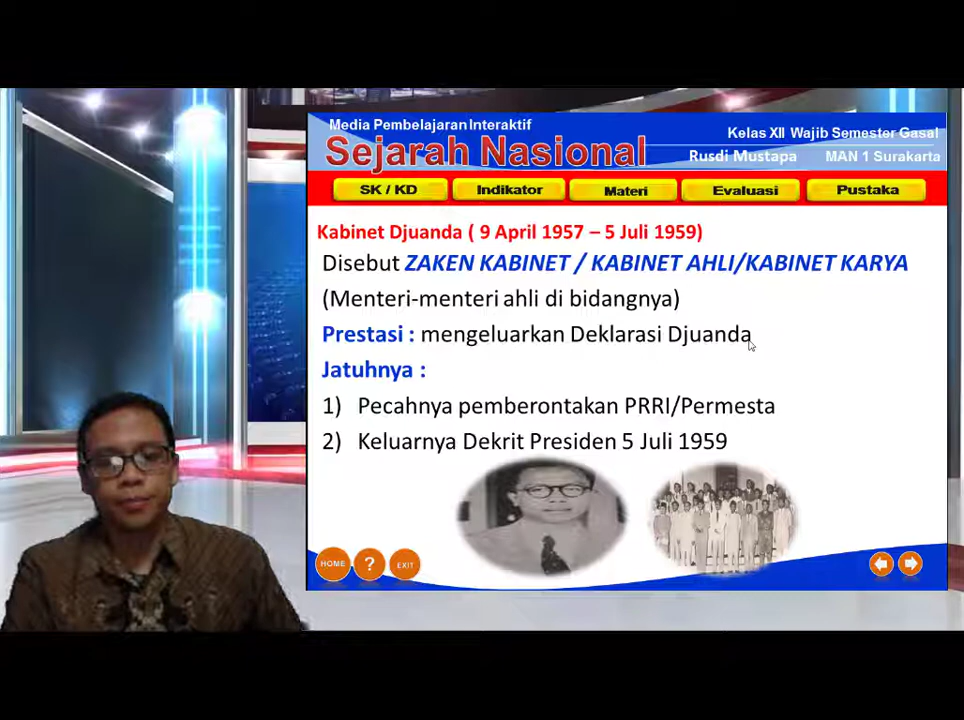 Media Pembelajaran Interaktif
Sejarah Nasional
Kelas XII Wajib Semester Gasal
Rusdi Mustapa MAN 1 Surakarta
SK / KD Indikator Materi Evaluasi Pustaka
Kabinet Djuanda ( 9 April 1957 – 5 Juli 1959)
Disebut ZAKEN KABINET / KABINET AHLI/KABINET KARYA
(Menteri-menteri ahli di bidangnya)
Prestasi : mengeluarkan Deklarasi Djuanda
Jatuhnya :
1) Pecahnya pemberontakan PRRI/Permesta
2) Keluarnya Dekrit Presiden 5 Juli 1959
HOME ? EXIT